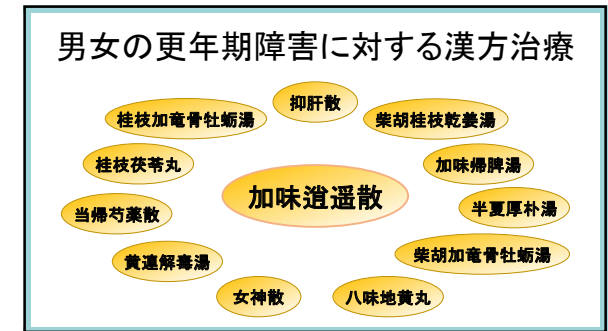 男女の更年期障害に対する漢方治療
抑肝散
桂枝加竜骨牡蛎湯
柴胡桂枝乾姜湯
桂枝茯苓丸
加味帰脾湯
加味逍遥散
当帰芍薬散
半夏厚朴湯
黄連解毒湯
柴胡加竜骨牡蛎湯
女神散
八味地黄丸